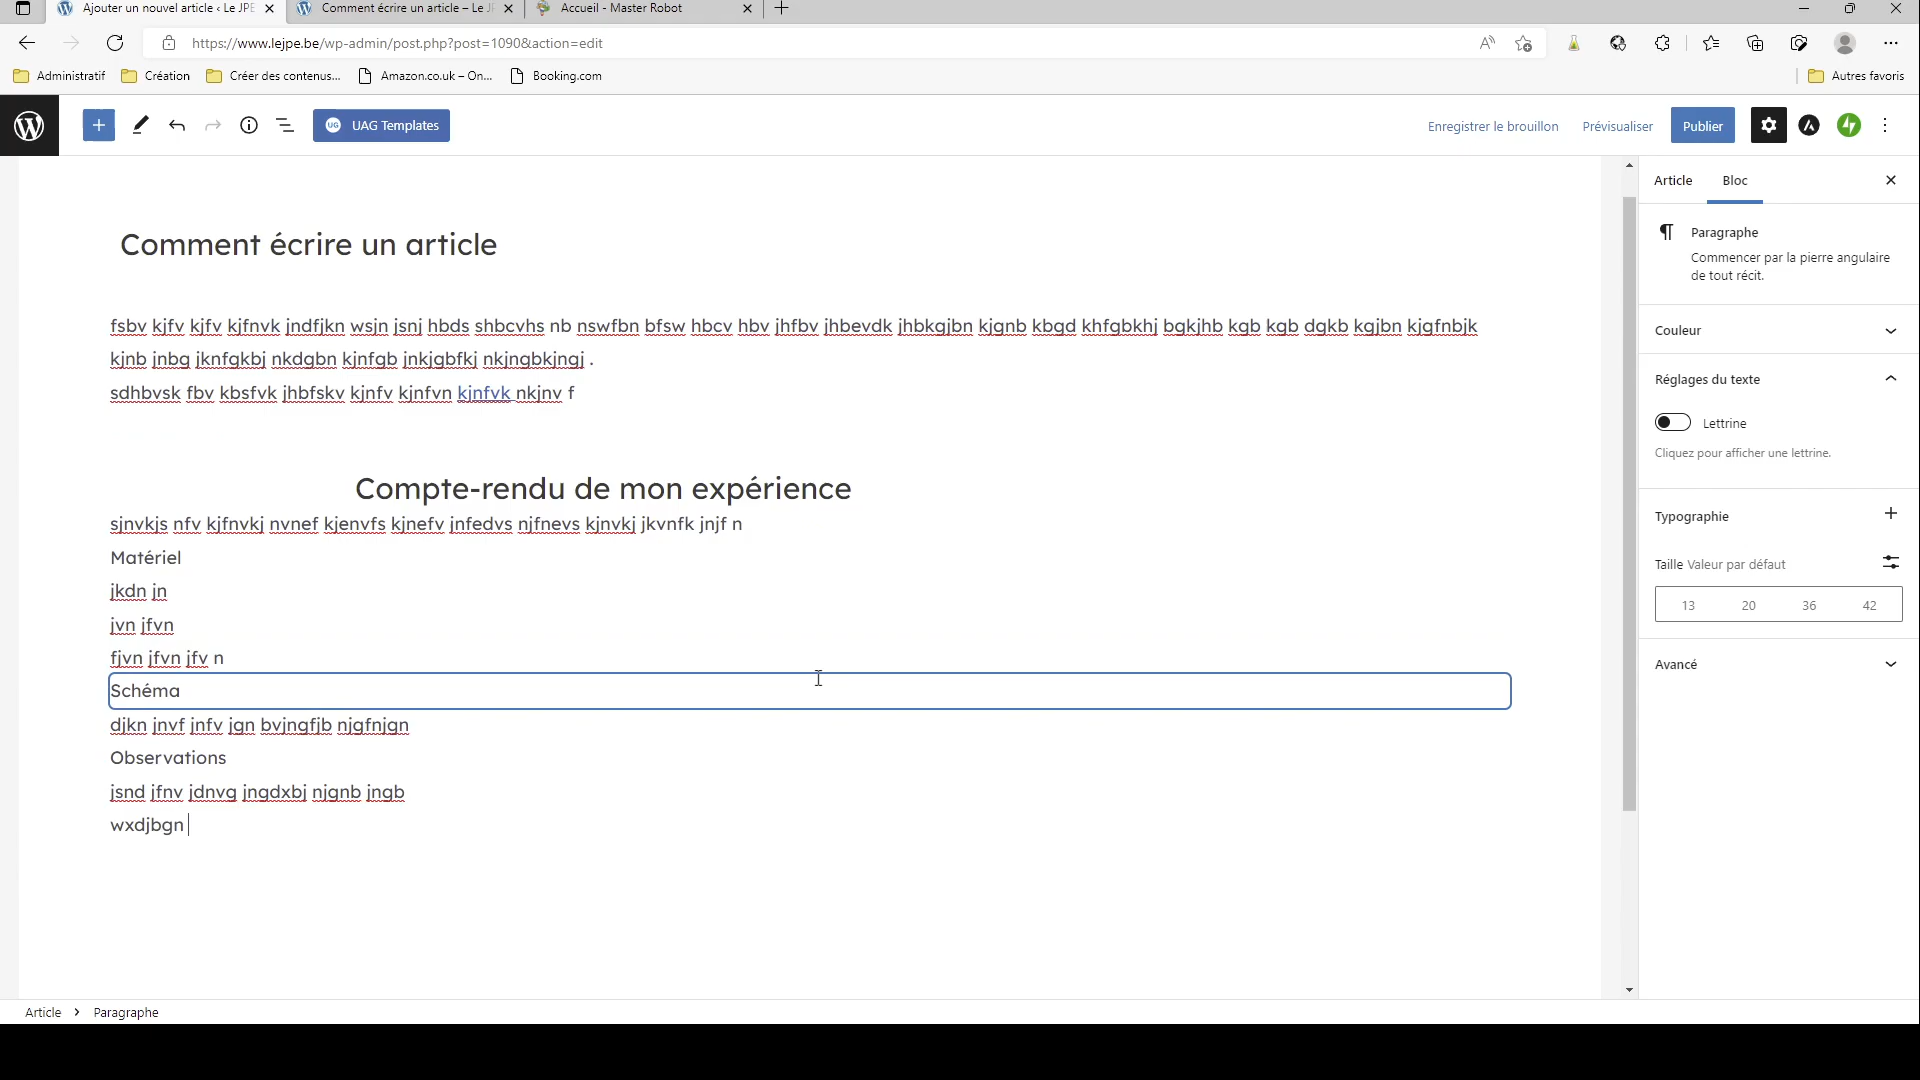 Ajouter un nouvel article ‹ Le JPE
Comment écrire un article – Le J
Accueil - Master Robot
https://www.lejpe.be/wp-admin/post.php?post=1090&action=edit
Administratif
Création
Créer des contenus...
Amazon.co.uk – On...
Booking.com
Autres favoris
UAG Templates
Enregistrer le brouillon
Prévisualiser
Publier
Comment écrire un article
fsbv kjfv kjfv kjfnvk jndfjkn wsjn jsnj hbds shbcvhs nb nswfbn bfsw hbcv hbv jhfbv jhbevdk jhbkgjbn kjgnb kbgd khfgbkhj bgkjhb kgb kgb dgkb kgjbn kjgfnbjk
kjnb jnbg jknfgkbj nkdgbn kjnfgb jnkjgbfkj nkjngbkjngj .
sdhbvsk fbv kbsfvk jhbfskv kjnfv kjnfvn kjnfvk nkjnv f
Compte-rendu de mon expérience
sjnvkjs nfv kjfnvkj nvnef kjenvfs kjnefv jnfedvs njfnevs kjnvkj jkvnfk jnjf n
Matériel
jkdn jn
jvn jfvn
fjvn jfvn jfv n
Schéma
djkn jnvf jnfv jgn bvjngfjb njgfnjgn
Observations
jsnd jfnv jdnvg jngdxbj njgnb jngb
wxdjbgn
Article
Bloc
Paragraphe
Commencer par la pierre angulaire
de tout récit.
Couleur
Réglages du texte
Lettrine
Cliquez pour afficher une lettrine.
Typographie
Taille Valeur par défaut
13 20 36 42
Avancé
Article
Paragraphe